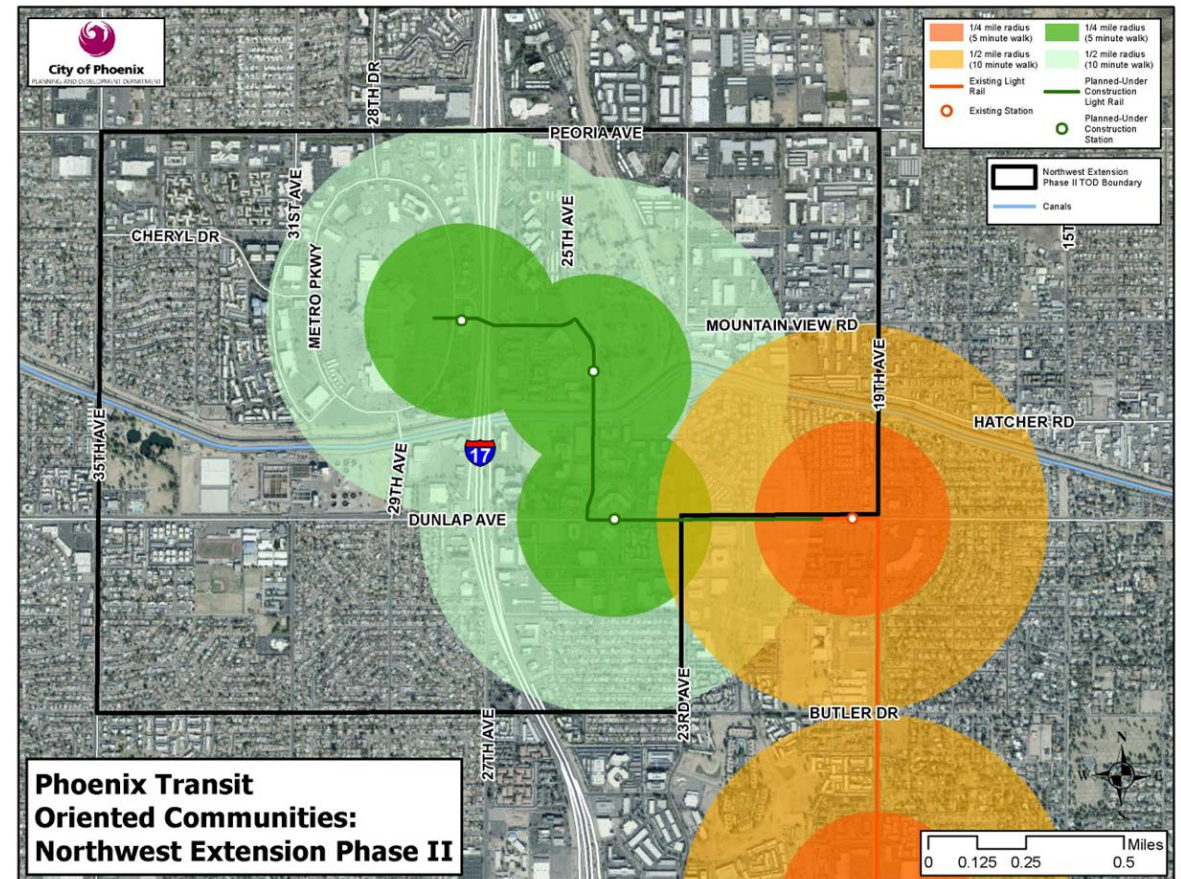 City of Phoenix
PLANNING AND DEVELOPMENT DEPARTMENT
1/4 mile radius
(5 minute walk)
1/2 mile radius
(10 minute walk)
Existing Light
Rail
Existing Station
1/4 mile radius
(5 minute walk)
1/2 mile radius
(10 minute walk)
Planned-Under
Construction
Light Rail
Planned-Under
Construction
Station
Northwest Extension
Phase II TOD Boundary
Canals
28TH DR
PEORIA AVE
31ST AVE
25TH AVE
CHERYL DR
METRO PKWY
MOUNTAIN VIEW RD
19TH AVE
HATCHER RD
35TH AVE
17
29TH AVE
DUNLAP AVE
23RD AVE
BUTLER DR
27TH AVE
N
W
E
Phoenix Transit
Oriented Communities:
Northwest Extension Phase II
Miles
0 0.125 0.25 0.5